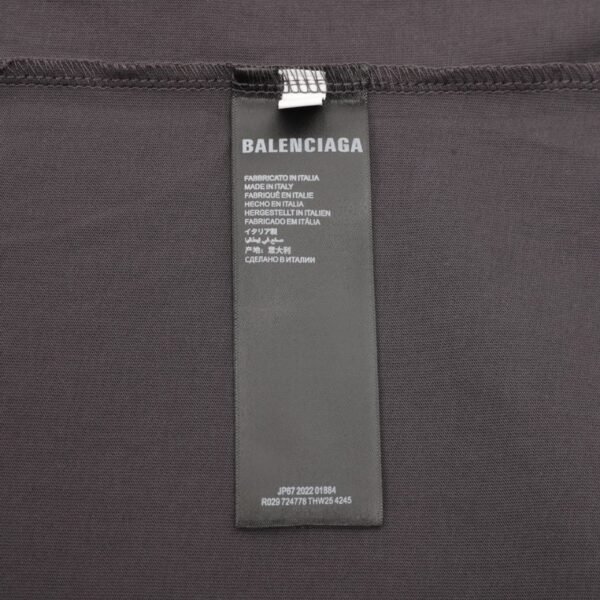 BALENCIAGA
FABBRICATO IN ITALIA
MADE IN ITALY
FABRIQUÉ EN ITALIE
HECHO EN ITALIA
HERGESTELLT IN ITALIEN
FABRICADO EM ITÁLIA
イタリア製
صنع في إيطاليا
产地：意大利
СДЕЛАНО В ИТАЛИИ
JP67 2022 01884
R029 724778 THW25 4245